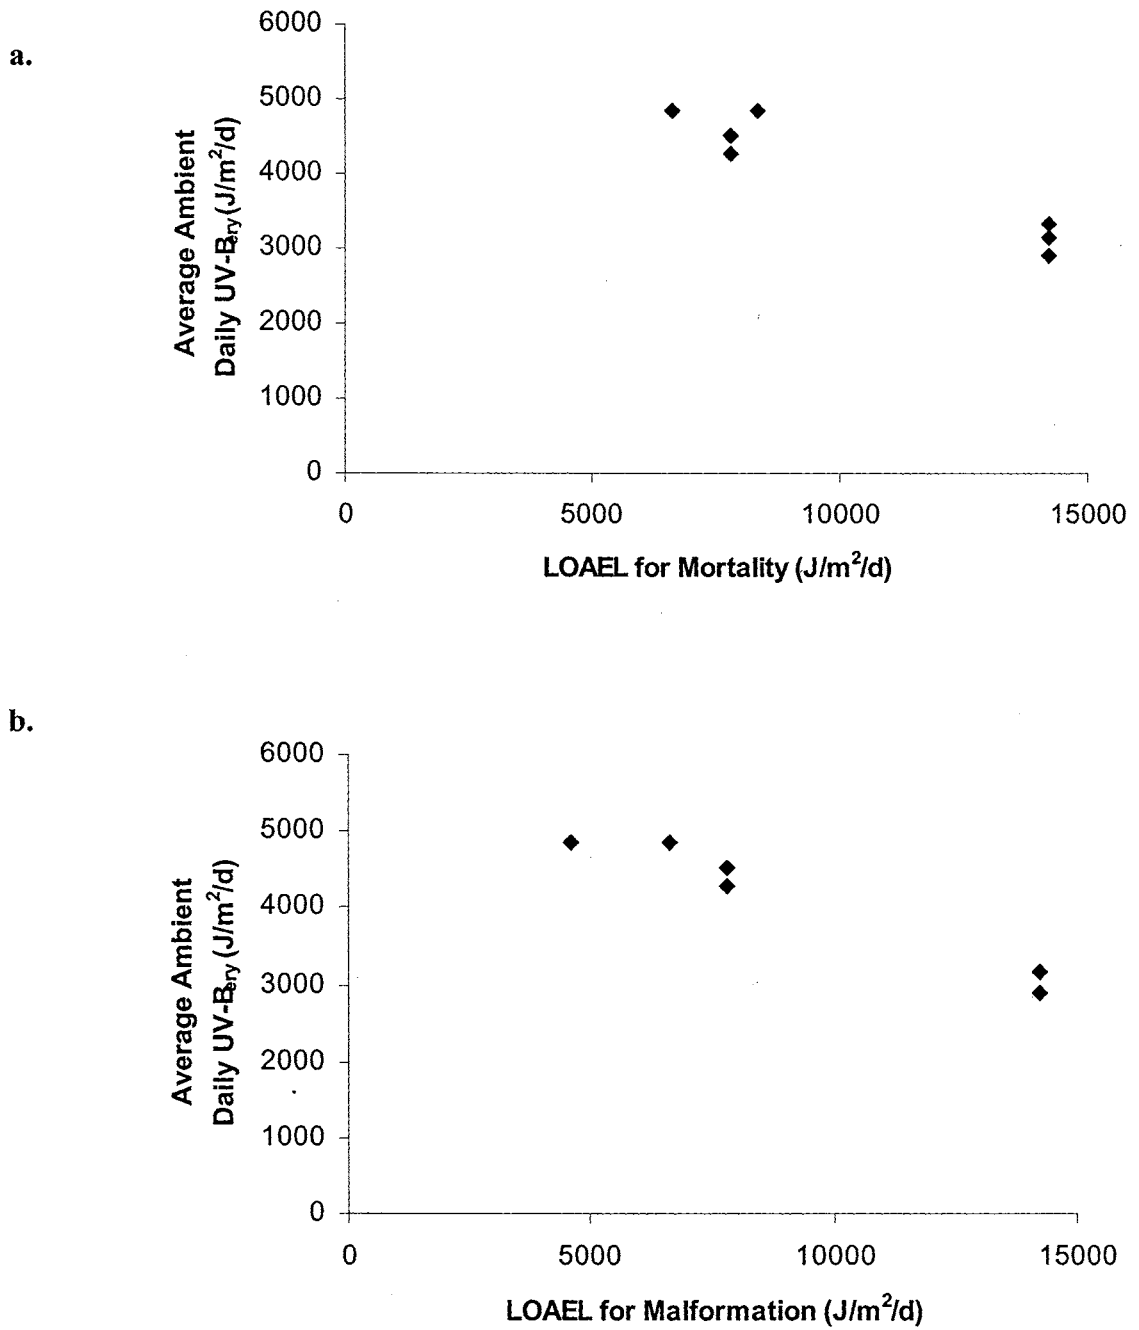 a.
6000
5000
4000
3000
2000
1000
0
Average Ambient
Daily UV-Bery (J/m²/d)
0 5000 10000 15000
LOAEL for Mortality (J/m²/d)
b.
6000
5000
4000
3000
2000
1000
0
Average Ambient
Daily UV-Bery (J/m²/d)
0 5000 10000 15000
LOAEL for Malformation (J/m²/d)